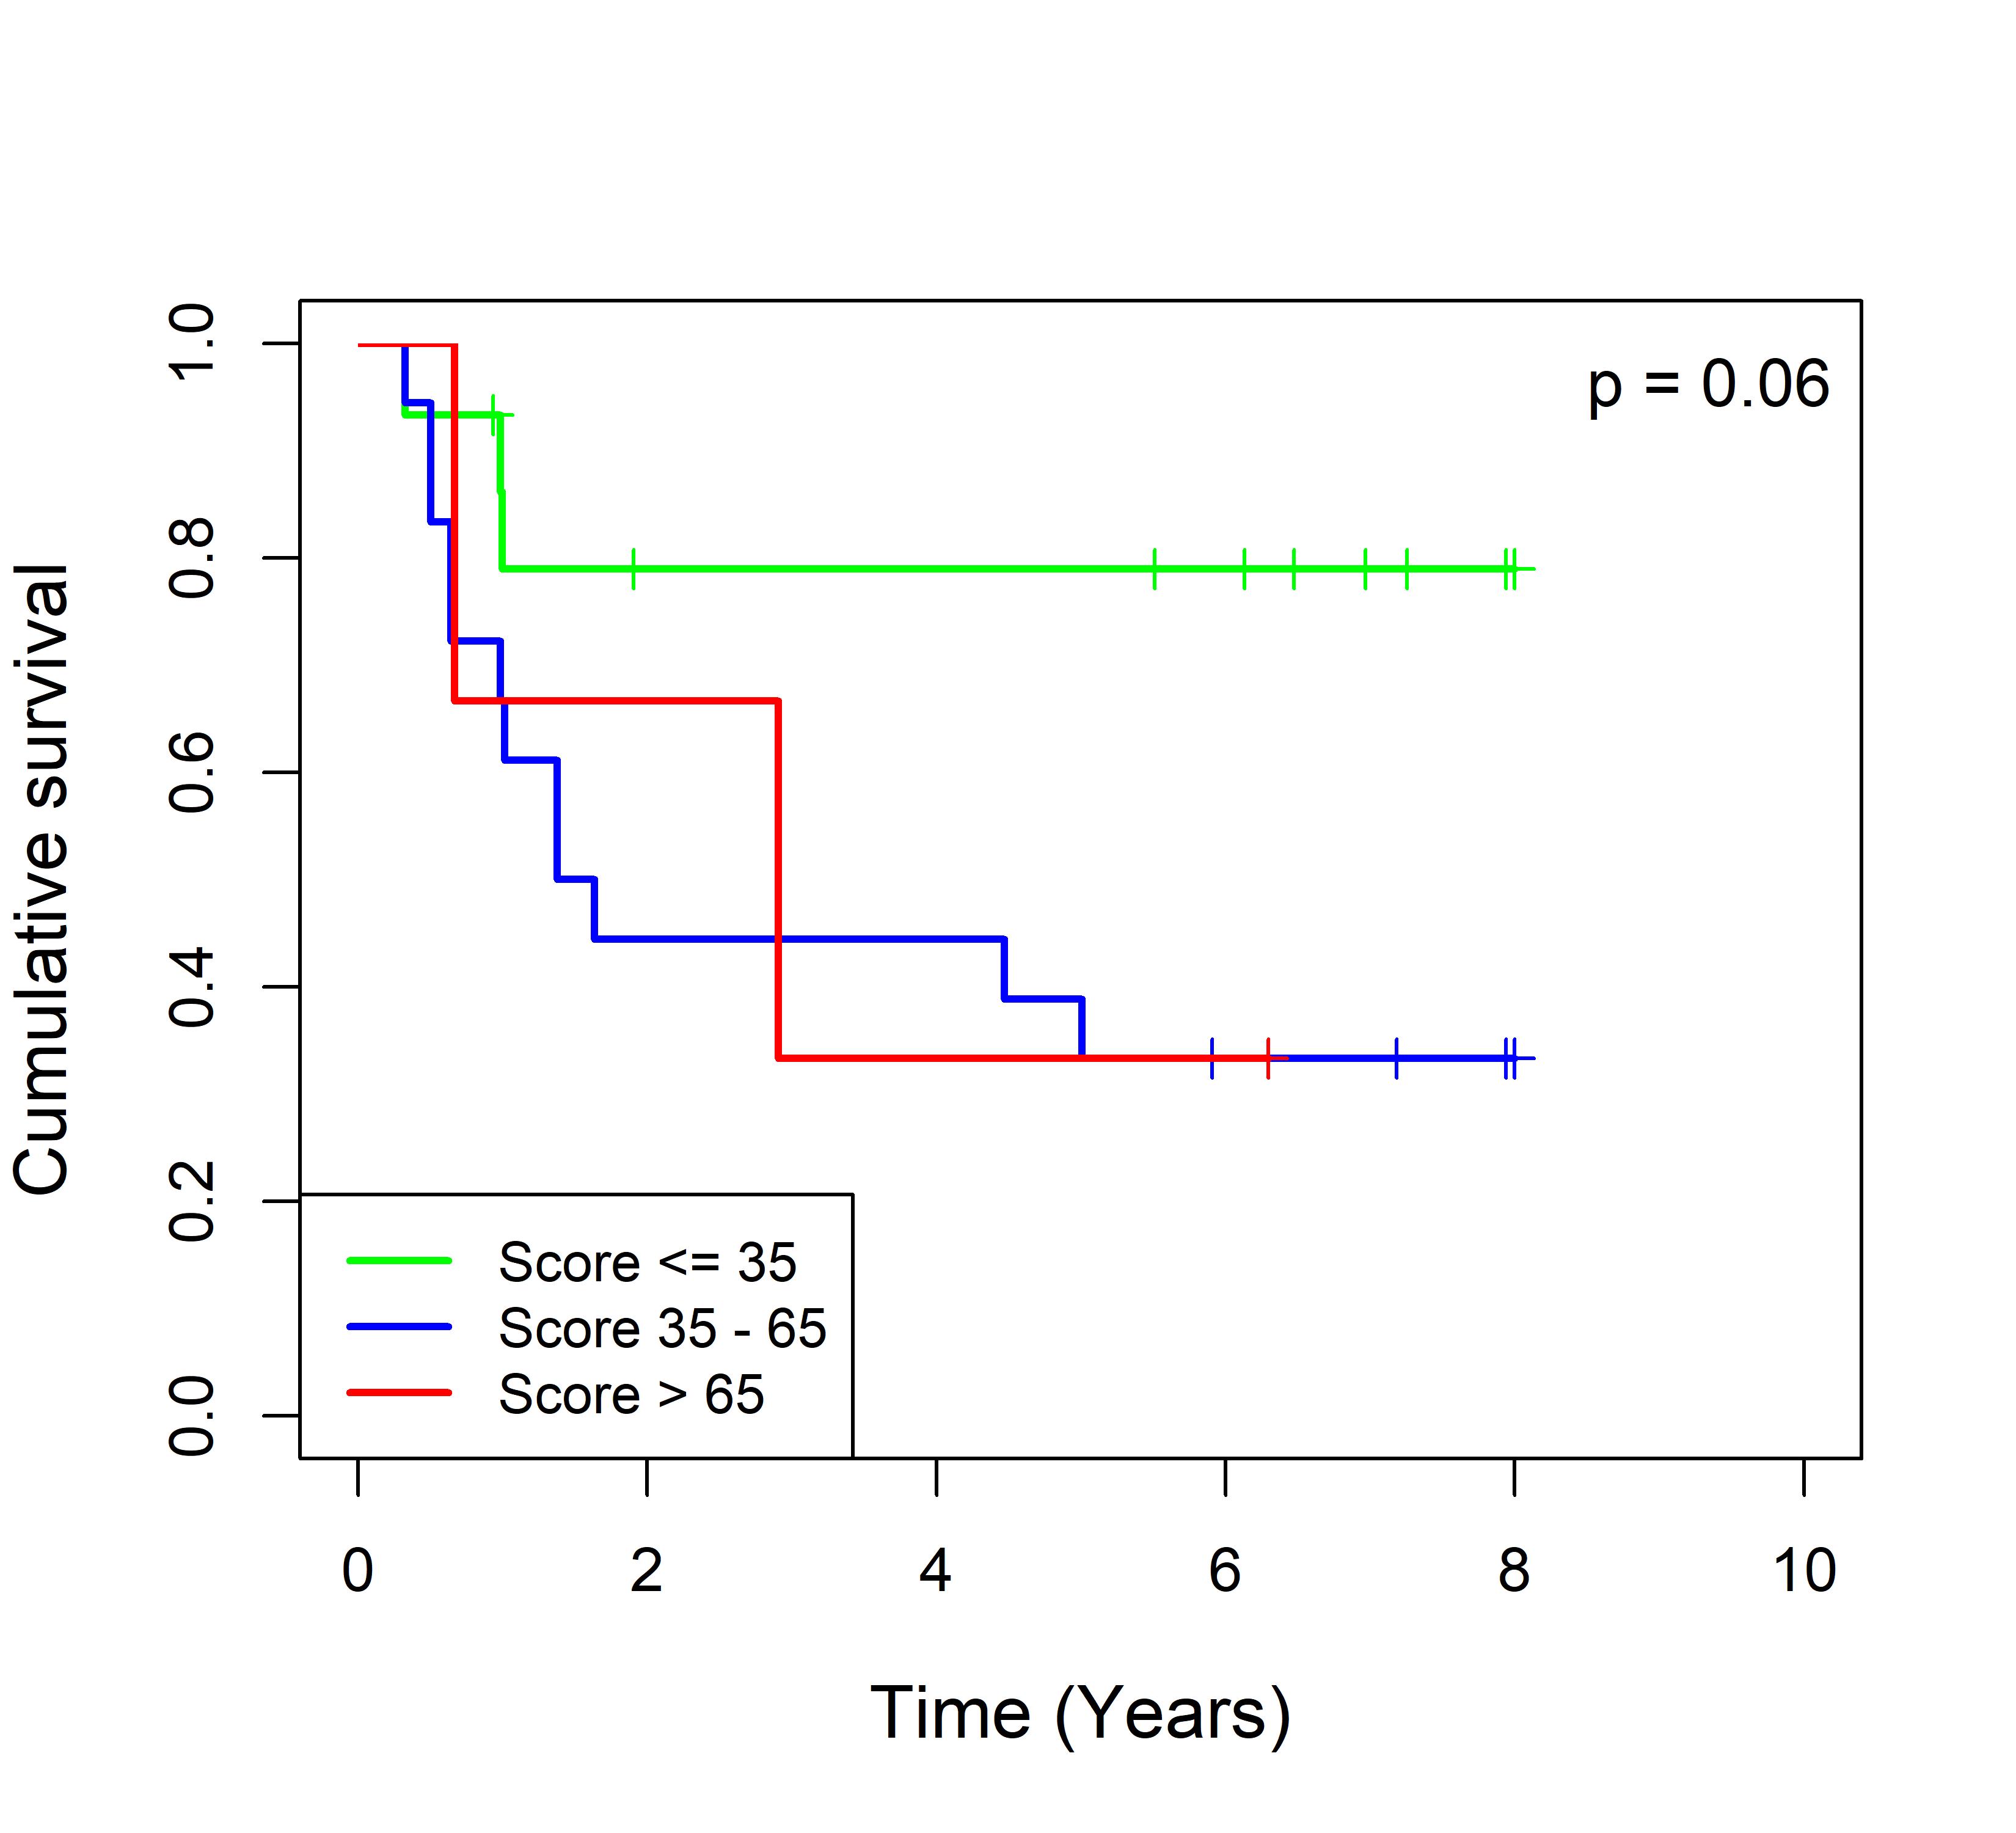 p = 0.06
Cumulative survival
1.0
0.8
0.6
0.4
0.2
0.0
Score <= 35
Score 35 - 65
Score > 65
0 2 4 6 8 10
Time (Years)